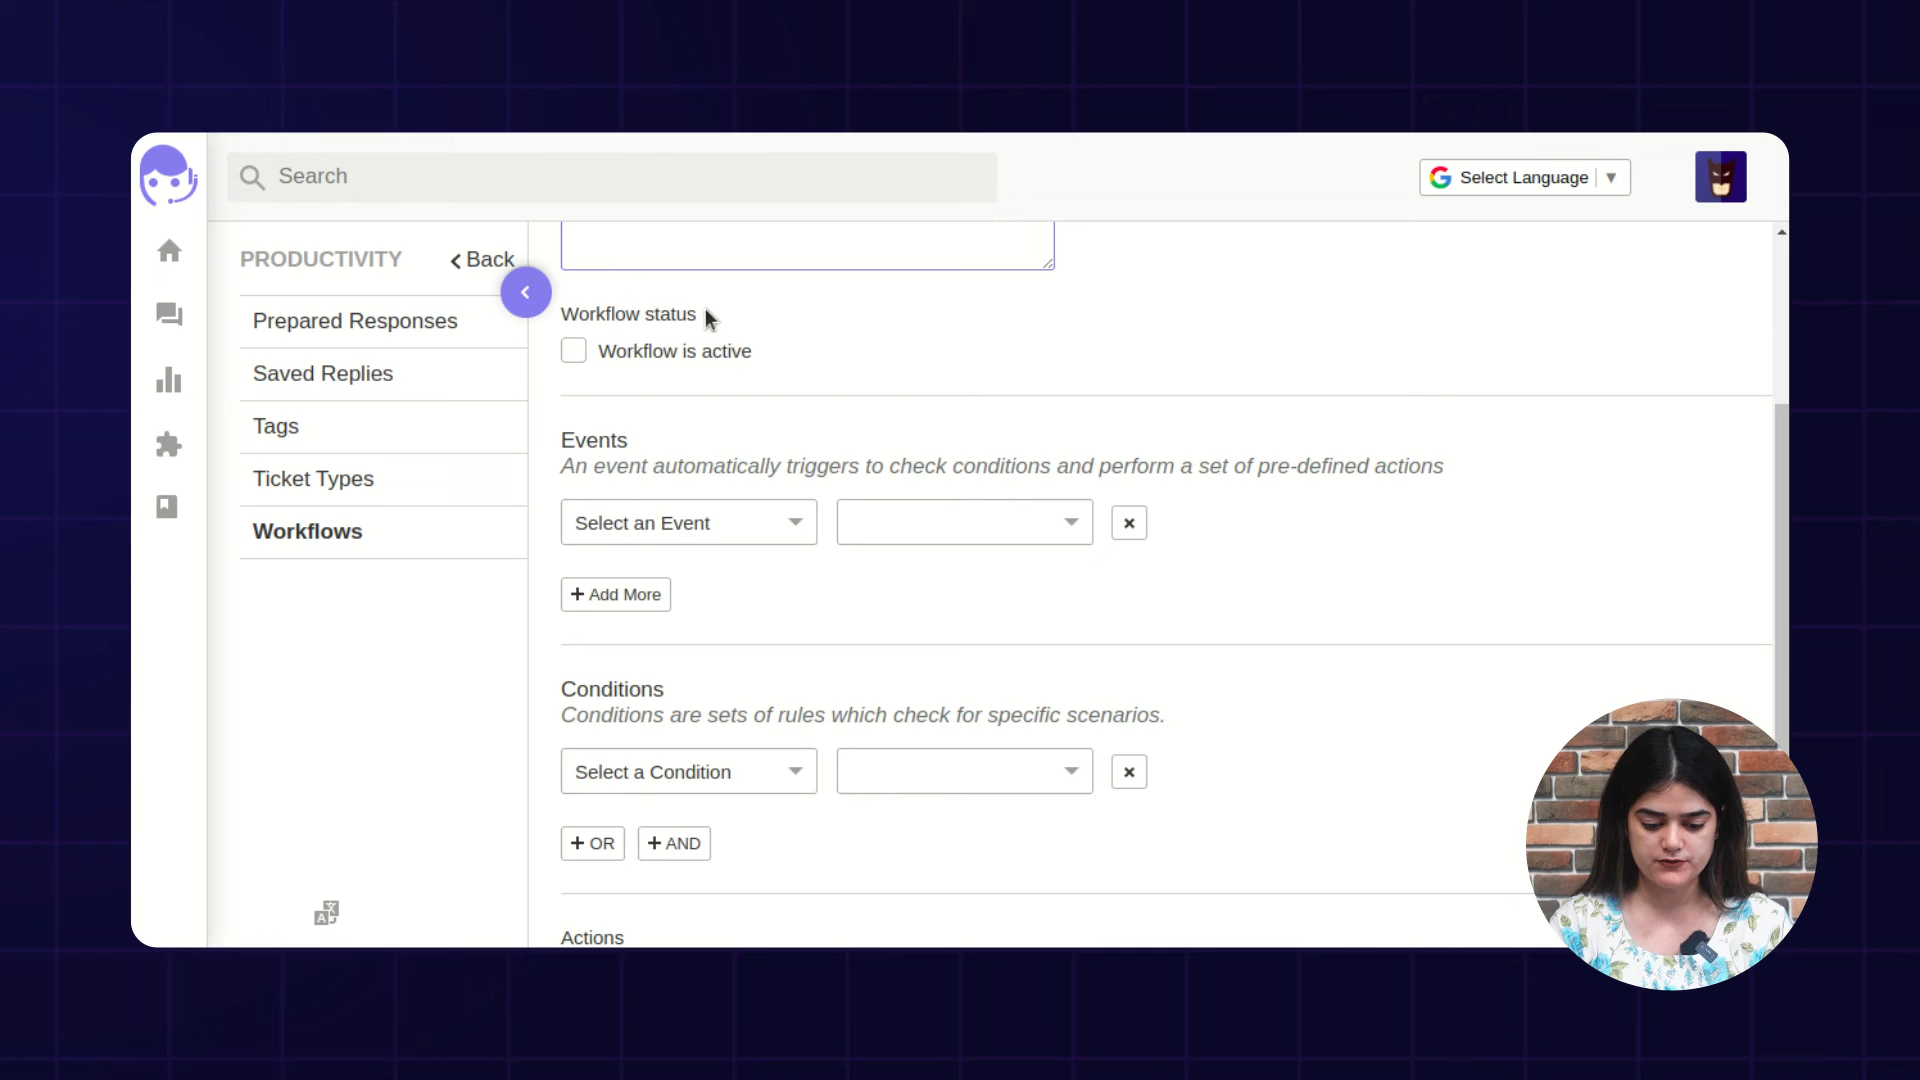 Search
Select Language
PRODUCTIVITY
Back
Prepared Responses
Saved Replies
Tags
Ticket Types
Workflows
Workflow status
Workflow is active
Events
An event automatically triggers to check conditions and perform a set of pre-defined actions
Select an Event
+ Add More
Conditions
Conditions are sets of rules which check for specific scenarios.
Select a Condition
+ OR
+ AND
Actions